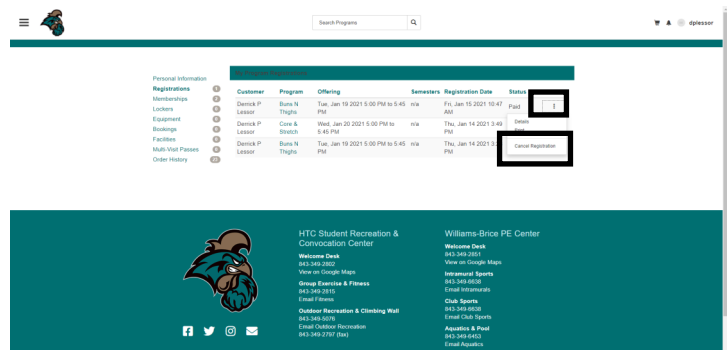 Search Programs
dplessor
Personal Information
Registrations 1
Memberships
Lockers
Equipment
Bookings
Facilities
Multi-Visit Passes
Order History
Customer Program Offering Semesters Registration Date Status
Derrick P Buns N Tue, Jan 19 2021 5:00 PM to 5:45 n/a Fri, Jan 15 2021 10:47 Paid
Lessor Thighs PM AM
Details
Derrick P Core & Wed, Jan 20 2021 5:00 PM to n/a Thu, Jan 14 2021 3:49
Lessor Stretch 5:45 PM PM
Derrick P Buns N Tue, Jan 19 2021 5:00 PM to 5:45 n/a Thu, Jan 14 2021
Lessor Thighs PM PM
Cancel Registration
HTC Student Recreation &
Convocation Center
Welcome Desk
843-349-2802
View on Google Maps
Group Exercise & Fitness
843-349-2815
Email Fitness
Outdoor Recreation & Climbing Wall
843-349-5076
Email Outdoor Recreation
843-349-2797 (fax)
Williams-Brice PE Center
Welcome Desk
843-349-2851
View on Google Maps
Intramural Sports
843-349-6638
Email Intramurals
Club Sports
843-349-6638
Email Club Sports
Aquatics & Pool
843-349-6453
Email Aquatics